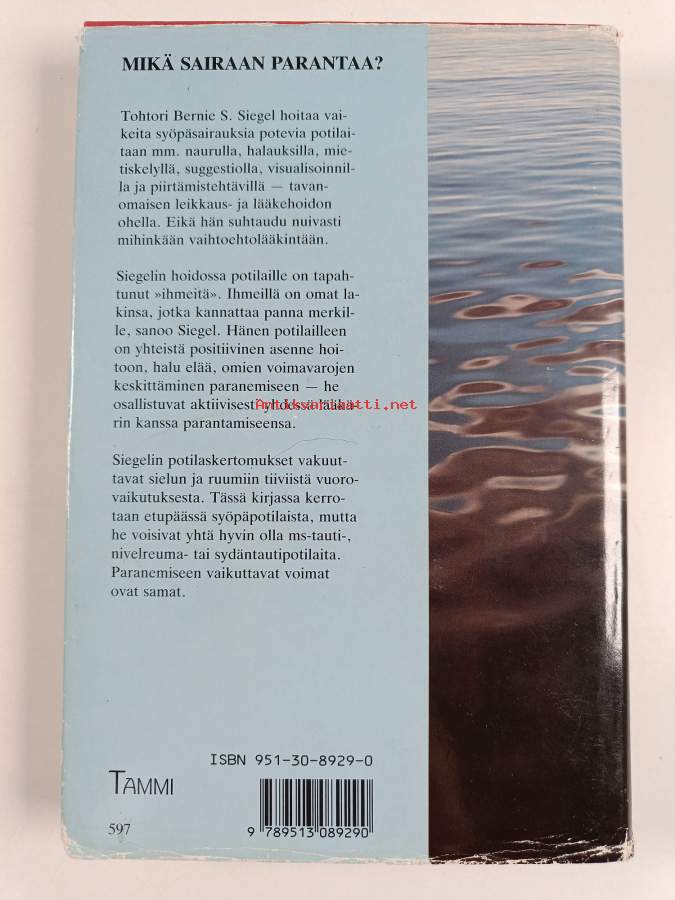 MIKÄ SAIRAAN PARANTAA?
Tohtori Bernie S. Siegel hoitaa vai-
keita syöpäsairauksia potevia potilai-
taan mm. naurulla, halauksilla, mie-
tiskelyllä, suggestiolla, visualisoinnil-
la ja piirtämistehtävillä — tavan-
omaisen leikkaus- ja lääkehoidon
ohella. Eikä hän suhtaudu nuivasti
mihinkään vaihtoehtolääkintään.
Siegelin hoidossa potilaille on tapah-
tunut »ihmeitä». Ihmeillä on omat la-
kinsa, jotka kannattaa panna merkil-
le, sanoo Siegel. Hänen potilailleen
on yhteistä positiivinen asenne hoi-
toon, halu elää, omien voimavarojen
keskittäminen paranemiseen — he
osallistuvat aktiivisesti yhdessä lääkä-
rin kanssa parantamiseensa.
Antikvariaatti.net
Siegelin potilaskertomukset vakuut-
tavat sielun ja ruumiin tiiviistä vuoro-
vaikutuksesta. Tässä kirjassa kerro-
taan etupäässä syöpäpotilaista, mutta
he voisivat yhtä hyvin olla ms-tauti-,
nivelreuma- tai sydäntautipotilaita.
Paranemiseen vaikuttavat voimat
ovat samat.
ISBN 951-30-8929-0
TAMMI
597
9 789513 089290